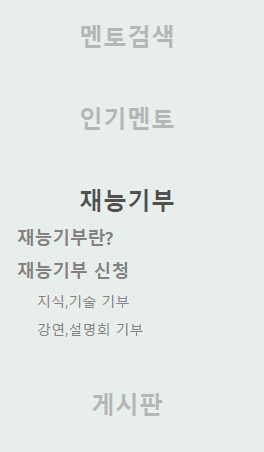 멘토검색
인기멘토
재능기부
재능기부란?
재능기부 신청
지식,기술 기부
강연,설명회 기부
게시판